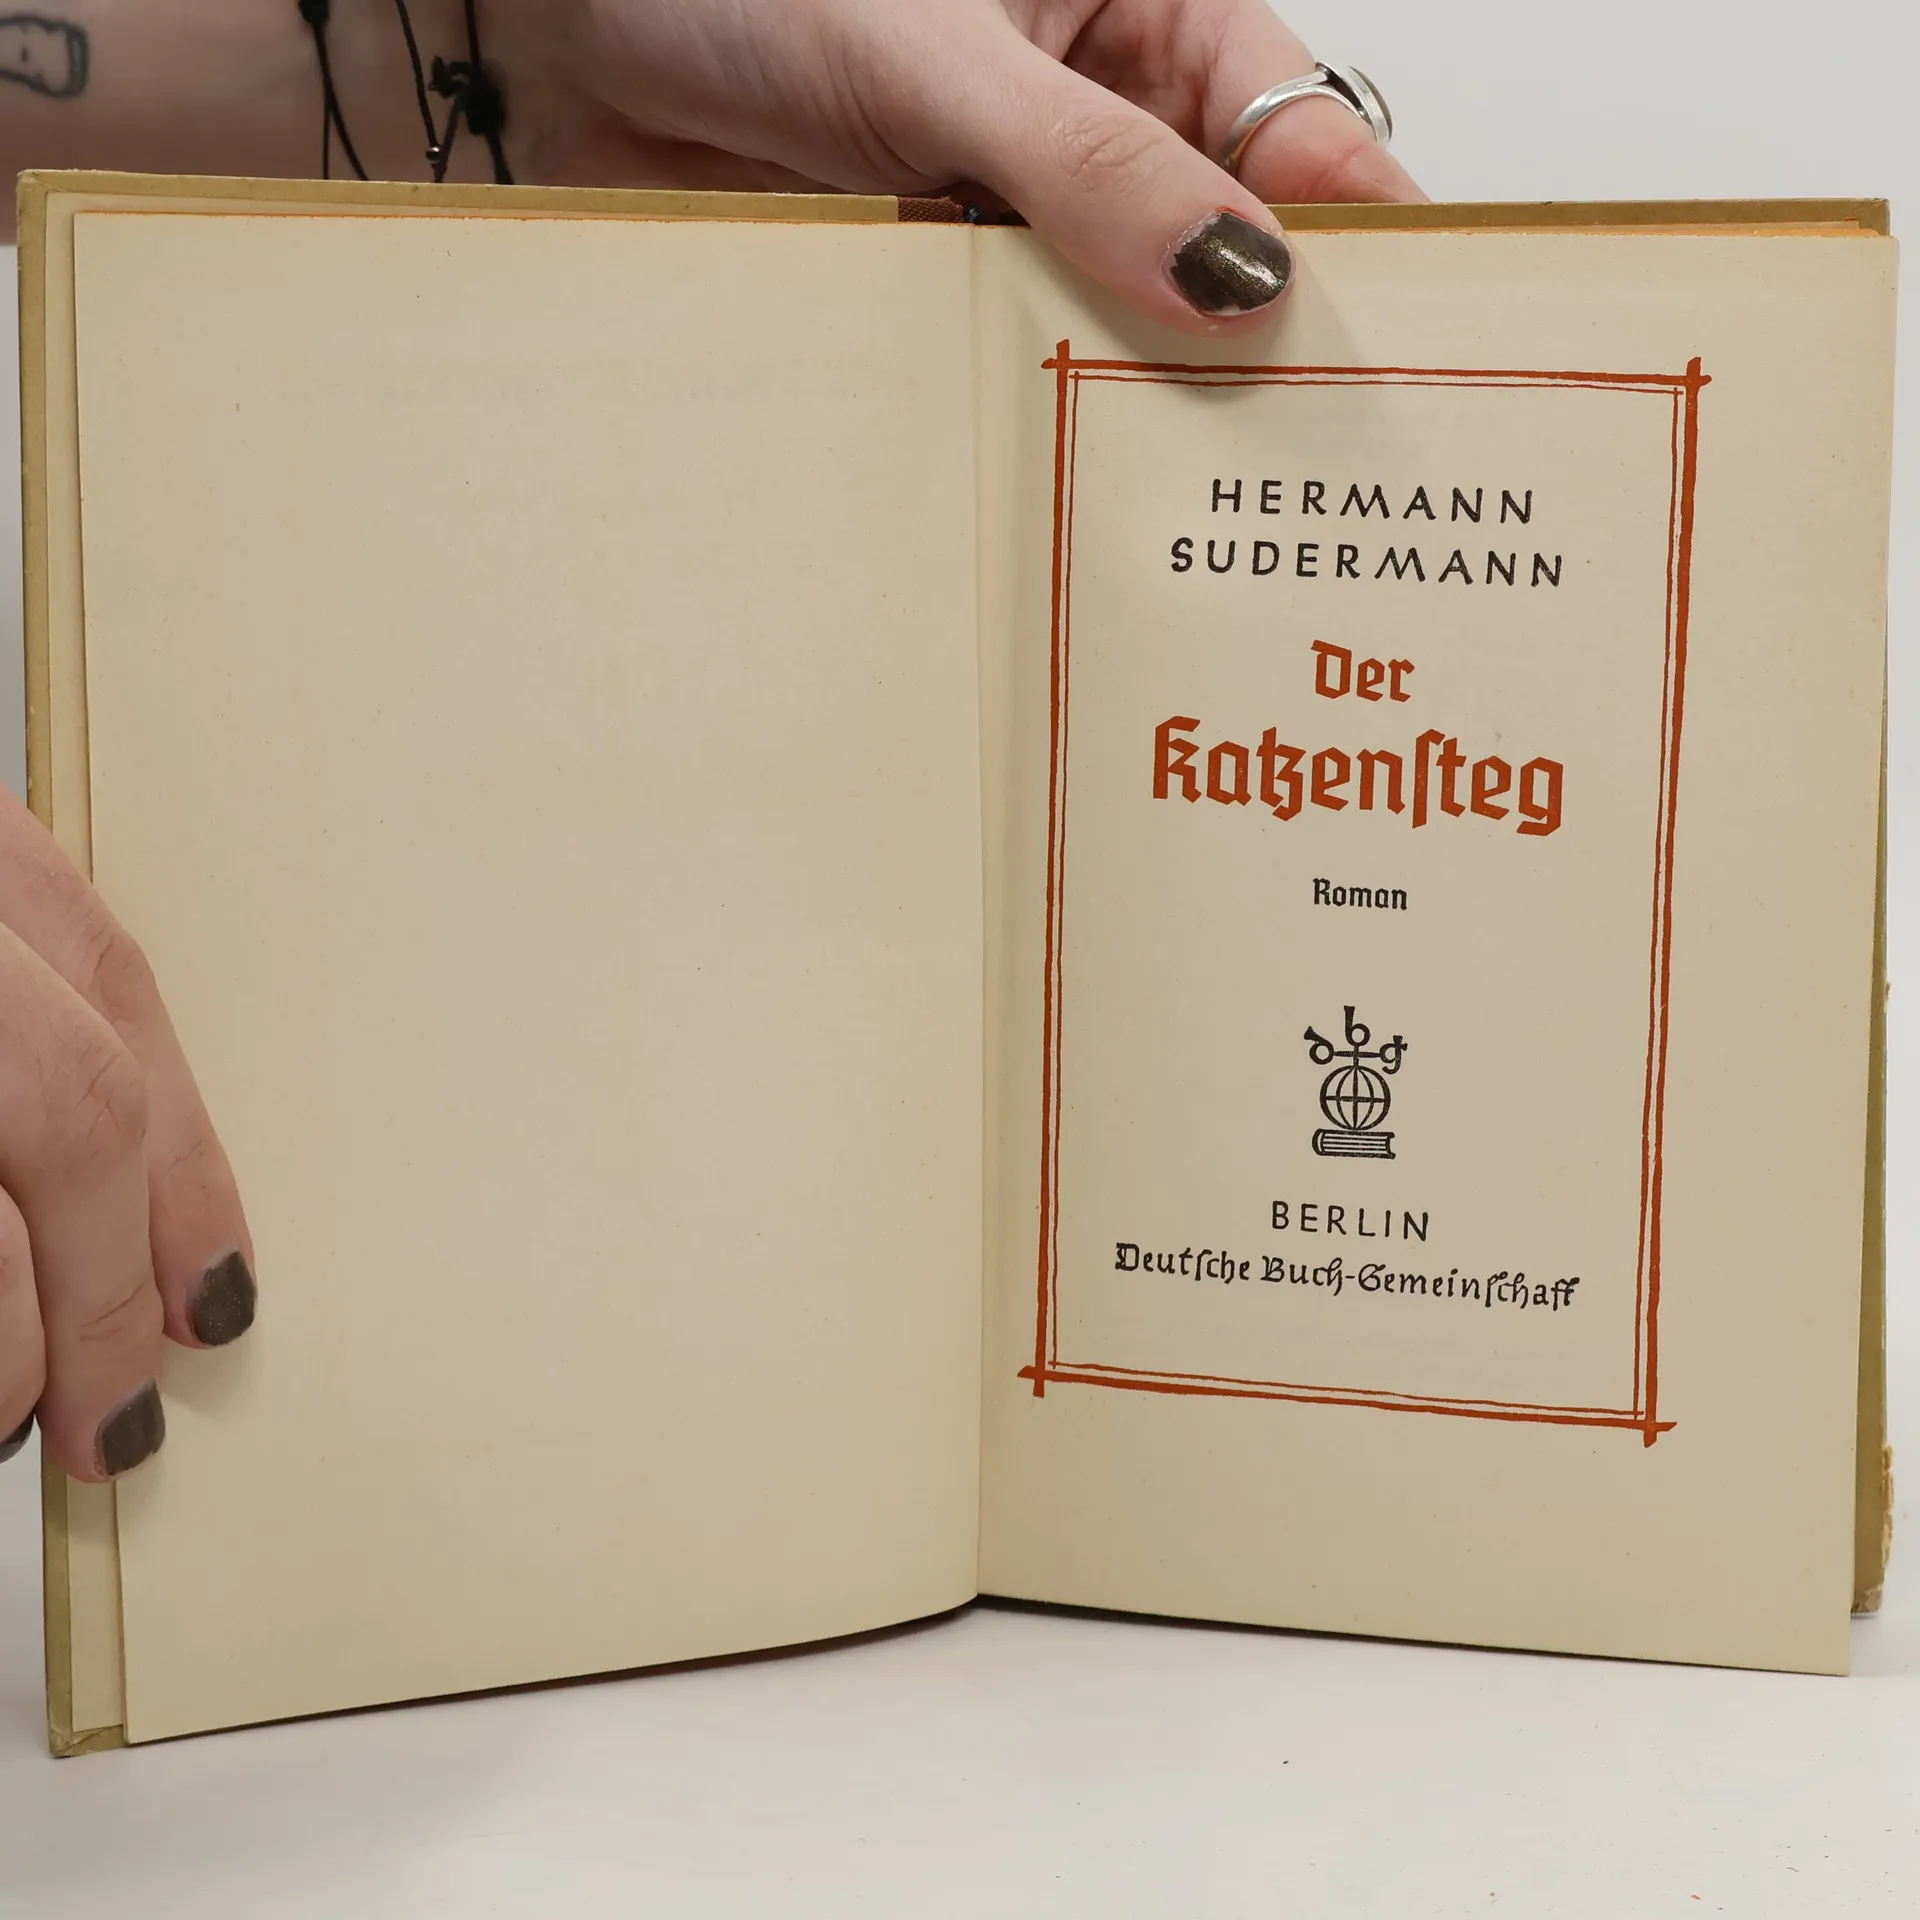 HERMANN
SUDERMANN
Der
Katzenſteg
Roman
dbg
BERLIN
Deutſche Buch-Gemeinſchaft